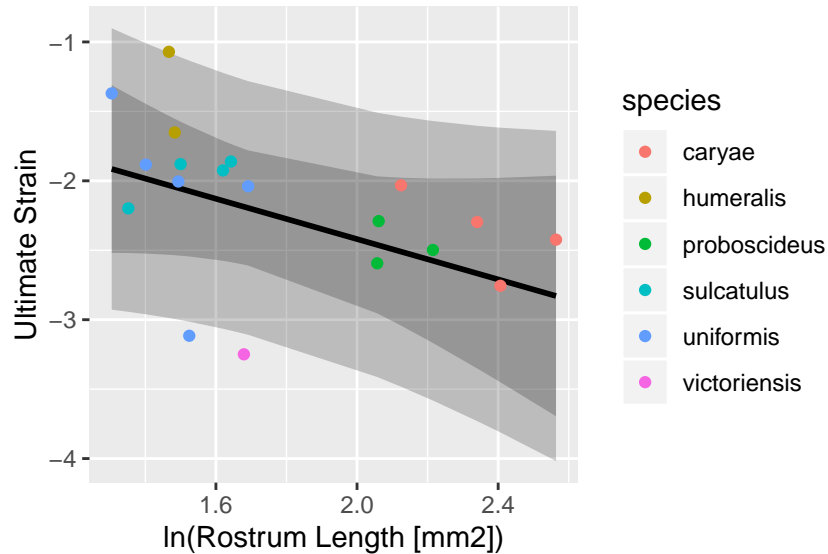 Ultimate Strain
−1
−2
−3
−4
1.6
2.0
2.4
ln(Rostrum Length [mm2])
species
caryae
humeralis
proboscideus
sulcatulus
uniformis
victoriensis